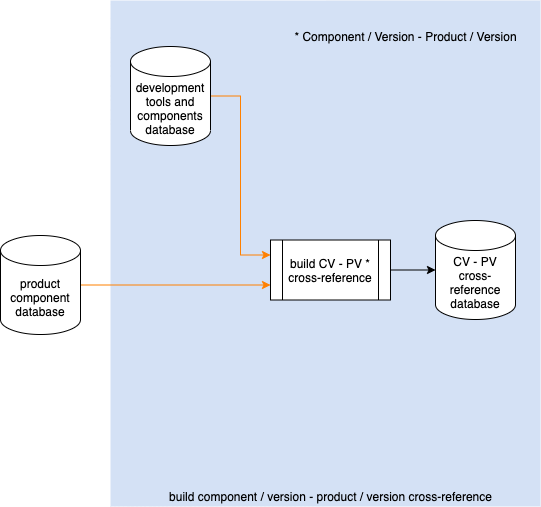 * Component / Version - Product / Version
development
tools and
components
database
build CV - PV *
cross-reference
CV - PV
cross-
reference
database
product
component
database
build component / version - product / version cross-reference